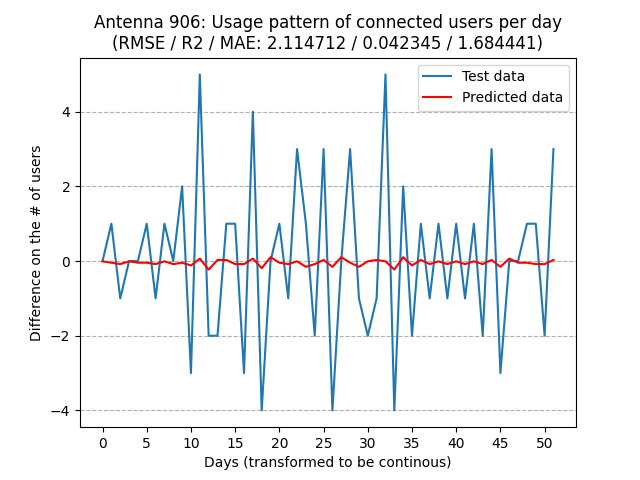 Antenna 906: Usage pattern of connected users per day
(RMSE / R2 / MAE: 2.114712 / 0.042345 / 1.684441)
Test data
Predicted data
Difference on the # of users
4
2
0
−2
−4
0 5 10 15 20 25 30 35 40 45 50
Days (transformed to be continous)